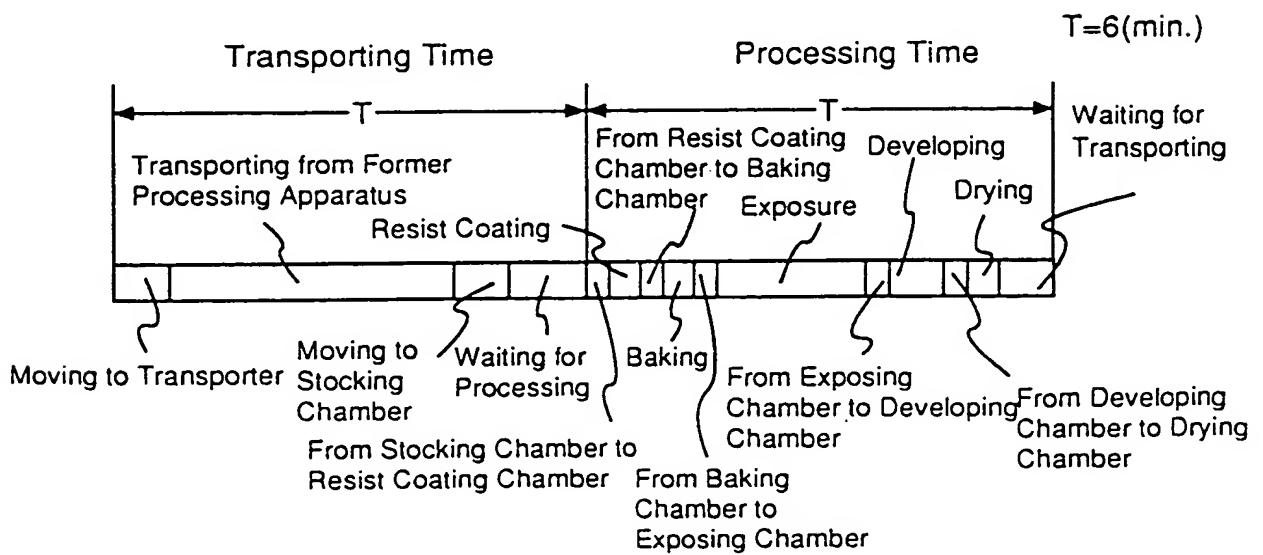 T=6(min.)
Transporting Time
Processing Time
T
T
Transporting from Former
Processing Apparatus
Resist Coating
From Resist Coating
Chamber to Baking
Chamber
Exposure
Developing
Drying
Waiting for
Transporting
Moving to Transporter
Moving to
Stocking
Chamber
Waiting for
Processing
From Stocking Chamber to
Resist Coating Chamber
Baking
From Baking
Chamber to
Exposing Chamber
From Exposing
Chamber to Developing
Chamber
From Developing
Chamber to Drying
Chamber